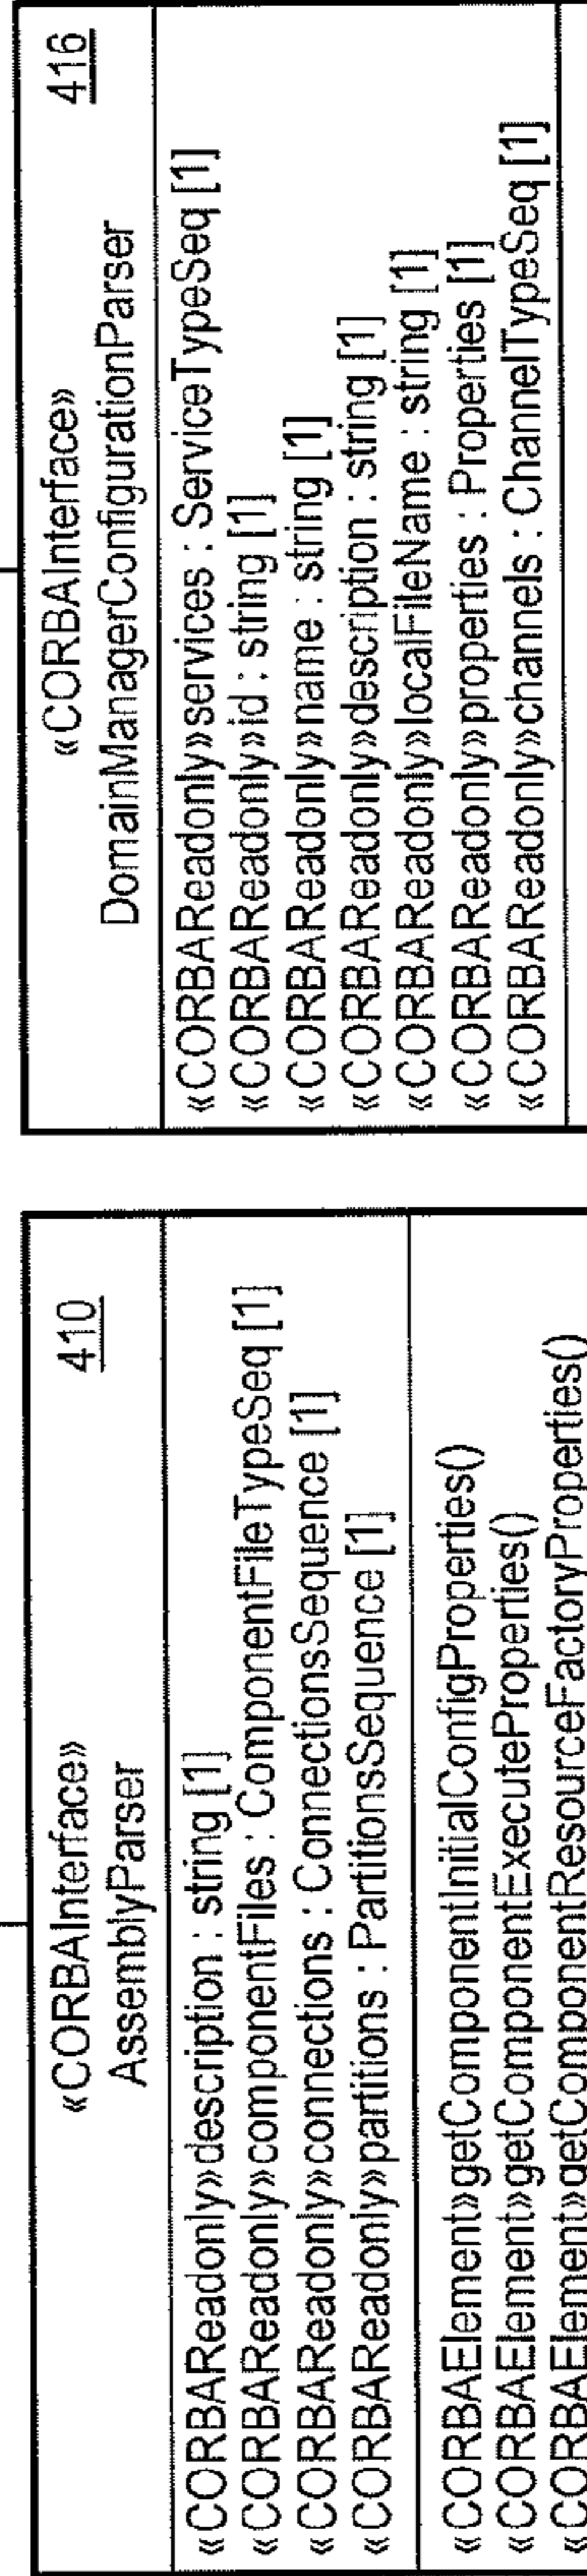 «CORBAInterface»
AssemblyParser
410
«CORBAReadonly»description : string [1]
«CORBAReadonly»componentFiles : ComponentFileTypeSeq [1]
«CORBAReadonly»connections : ConnectionsSequence [1]
«CORBAReadonly»partitions : PartitionsSequence [1]
«CORBAElement»getComponentInitialConfigProperties()
«CORBAElement»getComponentExecuteProperties()
«CORBAElement»getComponentResourceFactoryProperties()
«CORBAInterface»
DomainManagerConfigurationParser
416
«CORBAReadonly»services : ServiceTypeSeq [1]
«CORBAReadonly»id : string [1]
«CORBAReadonly»name : string [1]
«CORBAReadonly»description : string [1]
«CORBAReadonly»localFileName : string [1]
«CORBAReadonly»properties : Properties [1]
«CORBAReadonly»channels : ChannelTypeSeq [1]